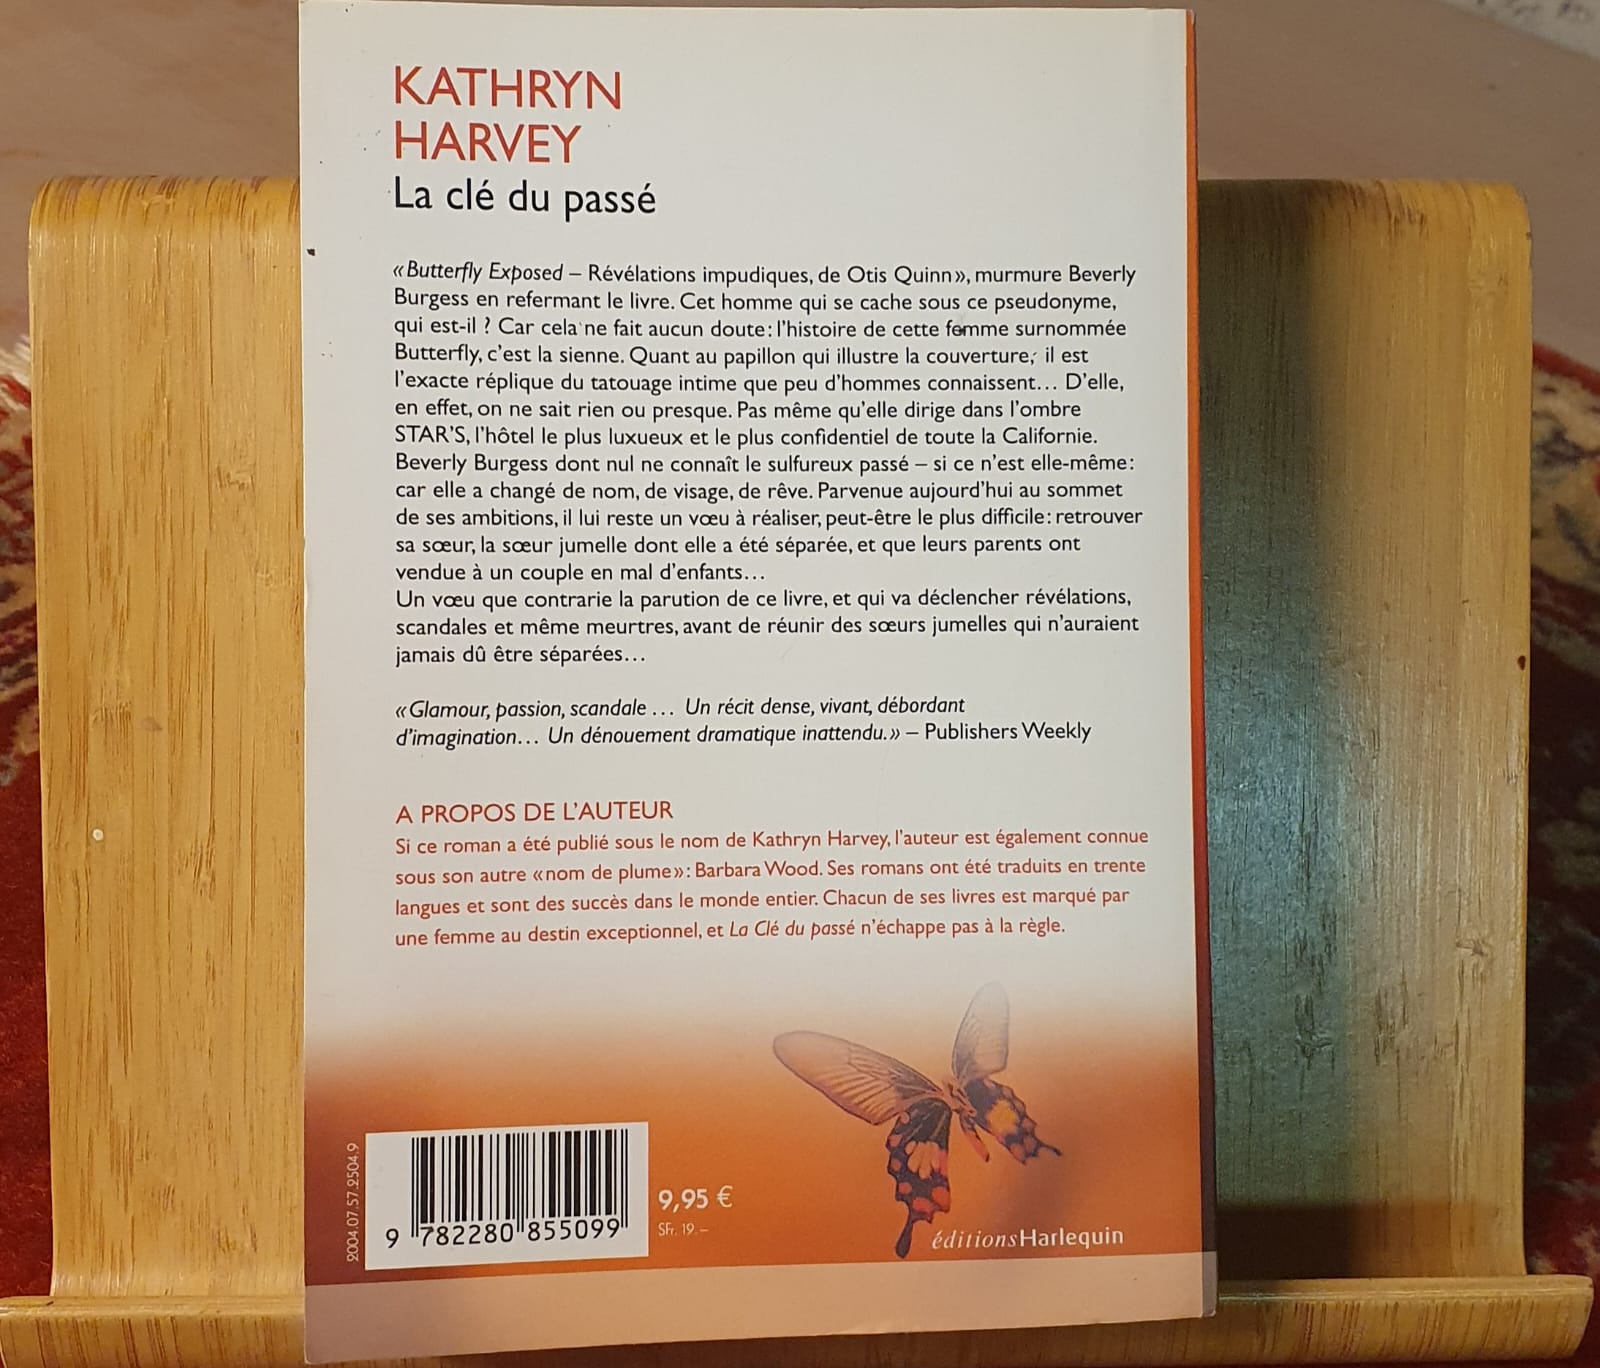 KATHRYN
HARVEY
La clé du passé
« Butterfly Exposed – Révélations impudiques, de Otis Quinn », murmure Beverly
Burgess en refermant le livre. Cet homme qui se cache sous ce pseudonyme,
qui est-il ? Car cela ne fait aucun doute : l'histoire de cette femme surnommée
Butterfly, c'est la sienne. Quant au papillon qui illustre la couverture, il est
l'exacte réplique du tatouage intime que peu d'hommes connaissent… D'elle,
en effet, on ne sait rien ou presque. Pas même qu'elle dirige dans l'ombre
STAR'S, l'hôtel le plus luxueux et le plus confidentiel de toute la Californie.
Beverly Burgess dont nul ne connaît le sulfureux passé – si ce n'est elle-même :
car elle a changé de nom, de visage, de rêve. Parvenue aujourd'hui au sommet
de ses ambitions, il lui reste un vœu à réaliser, peut-être le plus difficile : retrouver
sa sœur, la sœur jumelle dont elle a été séparée, et que leurs parents ont
vendue à un couple en mal d'enfants…
Un vœu que contrarie la parution de ce livre, et qui va déclencher révélations,
scandales et même meurtres, avant de réunir des sœurs jumelles qui n'auraient
jamais dû être séparées…
« Glamour, passion, scandale … Un récit dense, vivant, débordant
d'imagination… Un dénouement dramatique inattendu. » – Publishers Weekly
A PROPOS DE L'AUTEUR
Si ce roman a été publié sous le nom de Kathryn Harvey, l'auteur est également connue
sous son autre « nom de plume » : Barbara Wood. Ses romans ont été traduits en trente
langues et sont des succès dans le monde entier. Chacun de ses livres est marqué par
une femme au destin exceptionnel, et La Clé du passé n'échappe pas à la règle.
2004.07.57.2504.9
9 782280 855099
9,95 €
SFr. 19.–
éditionsHarlequin